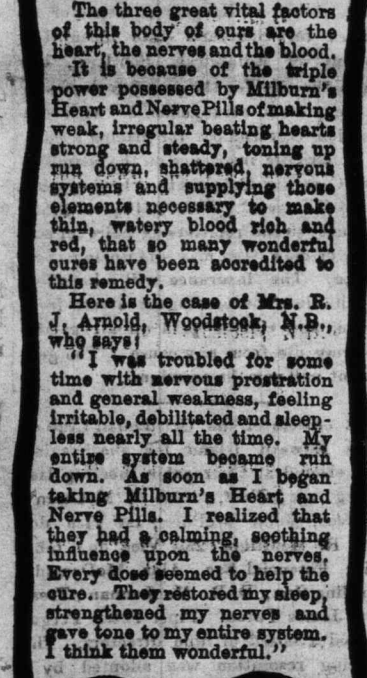 The three great vital factors
of this body of ours are the
heart, the nerves and the blood.
It is because of the triple
power possessed by Milburn's
Heart and Nerve Pills of making
weak, irregular beating hearts
strong and steady, toning up
run down, shattered, nervous
systems and supplying those
elements necessary to make
thin, watery blood rich and
red, that so many wonderful
cures have been accredited to
this remedy.
Here is the case of Mrs. R.
J. Arnold, Woodstock, N.B.,
who says:
"I was troubled for some
time with nervous prostration
and general weakness, feeling
irritable, debilitated and sleep-
less nearly all the time. My
entire system became run
down. As soon as I began
taking Milburn's Heart and
Nerve Pills. I realized that
they had a calming, soothing
influence upon the nerves.
Every dose seemed to help the
cure. They restored my sleep,
strengthened my nerves and
gave tone to my entire system.
I think them wonderful."